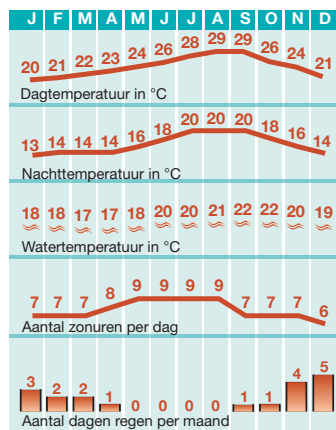 J F M A M J J A S O N D
20 21 22 23 24 26 28 29 29 26 24 21
Dagtemperatuur in °C
13 14 14 14 16 18 20 20 20 18 16 14
Nachttemperatuur in °C
18 18 17 17 18 20 20 21 22 22 20 19
Watertemperatuur in °C
7 7 7 8 9 9 9 9 7 7 7 6
Aantal zonuren per dag
3 2 2 1 0 0 0 0 1 1 4 5
Aantal dagen regen per maand